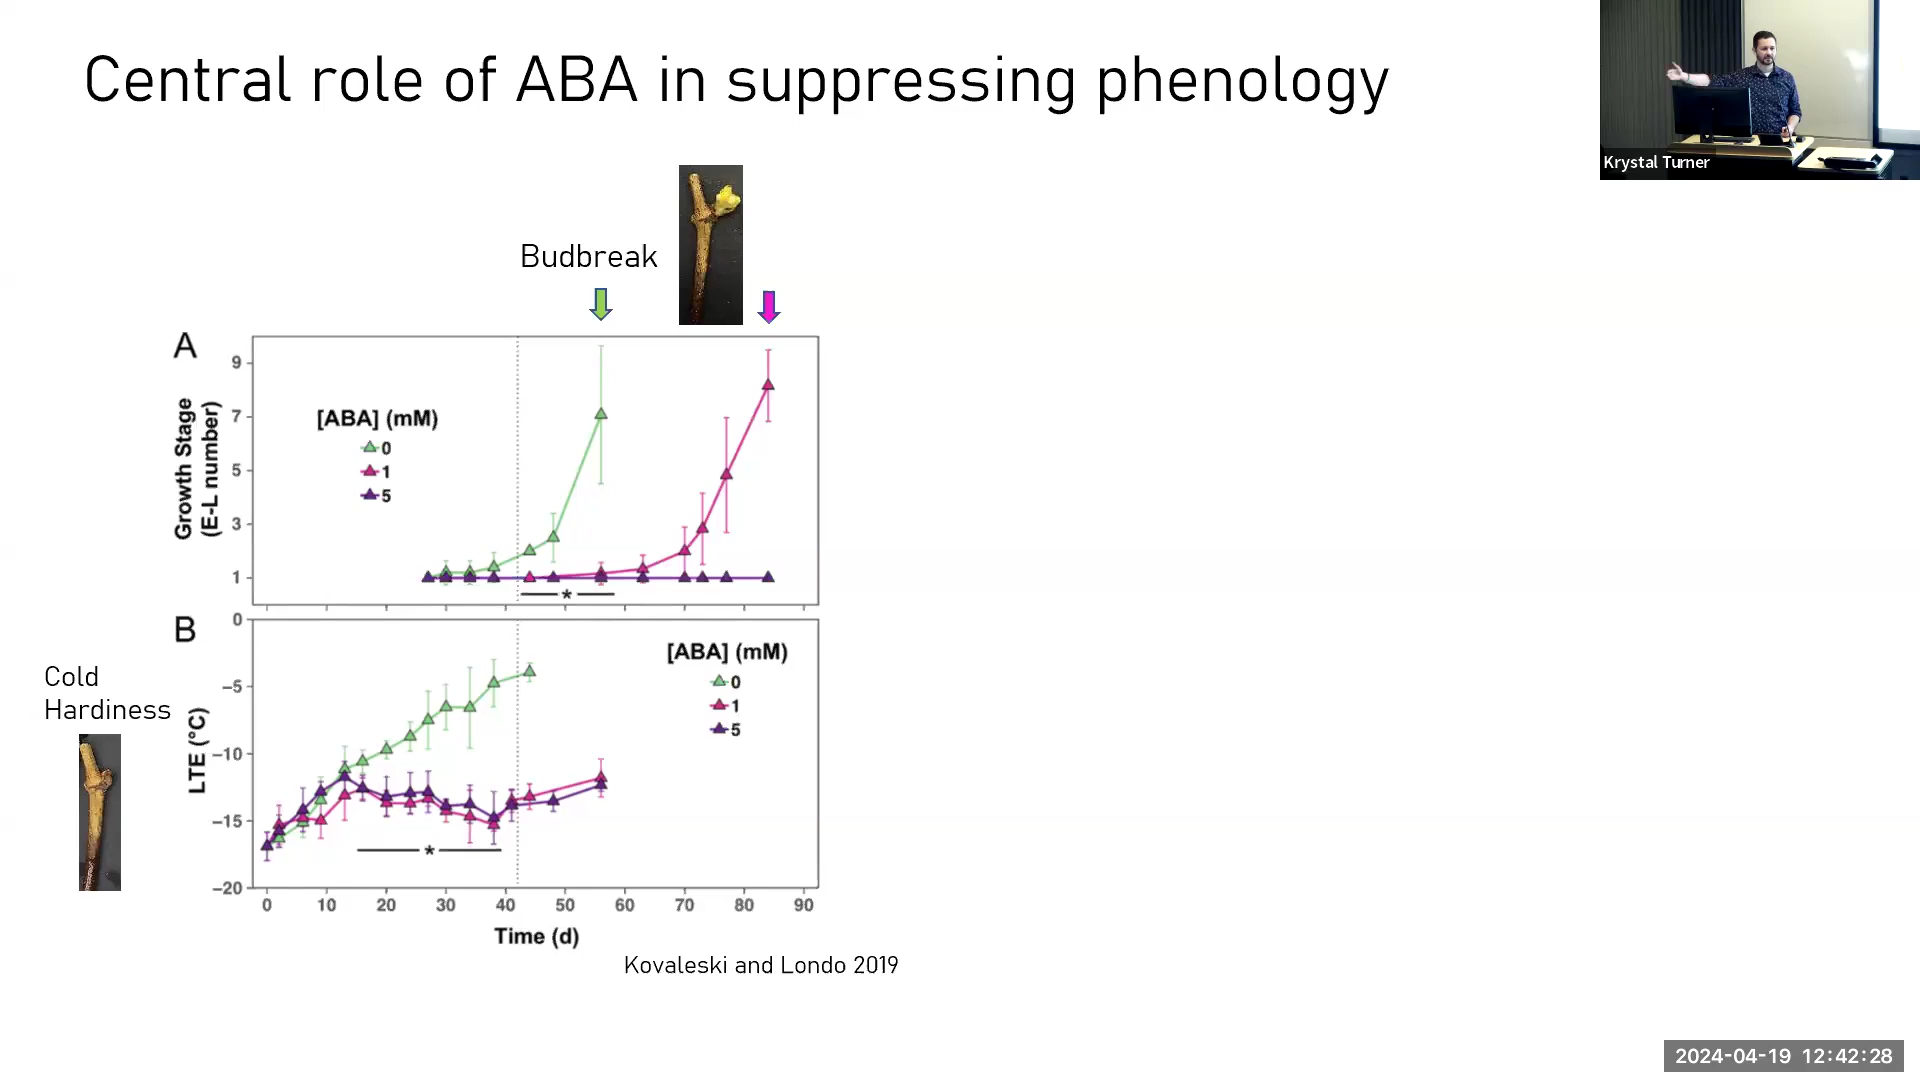 Central role of ABA in suppressing phenology
Krystal Turner
Budbreak
A
9
7
5
3
1
Growth Stage
(E-L number)
[ABA] (mM)
0
1
5
*
B
0
-5
-10
-15
-20
LTE (°C)
[ABA] (mM)
0
1
5
*
Cold
Hardiness
0 10 20 30 40 50 60 70 80 90
Time (d)
Kovaleski and Londo 2019
2024-04-19 12:42:28